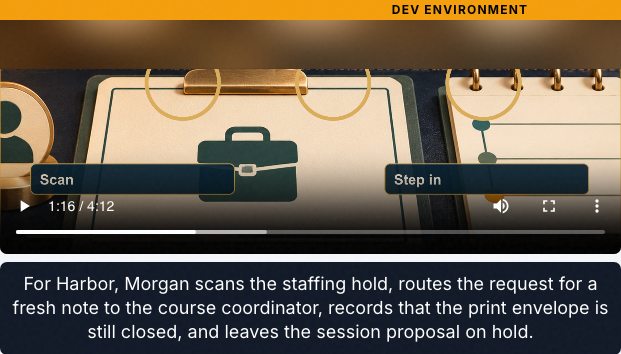 DEV ENVIRONMENT
Scan
Step in
1:16 / 4:12
For Harbor, Morgan scans the staffing hold, routes the request for a
fresh note to the course coordinator, records that the print envelope is
still closed, and leaves the session proposal on hold.